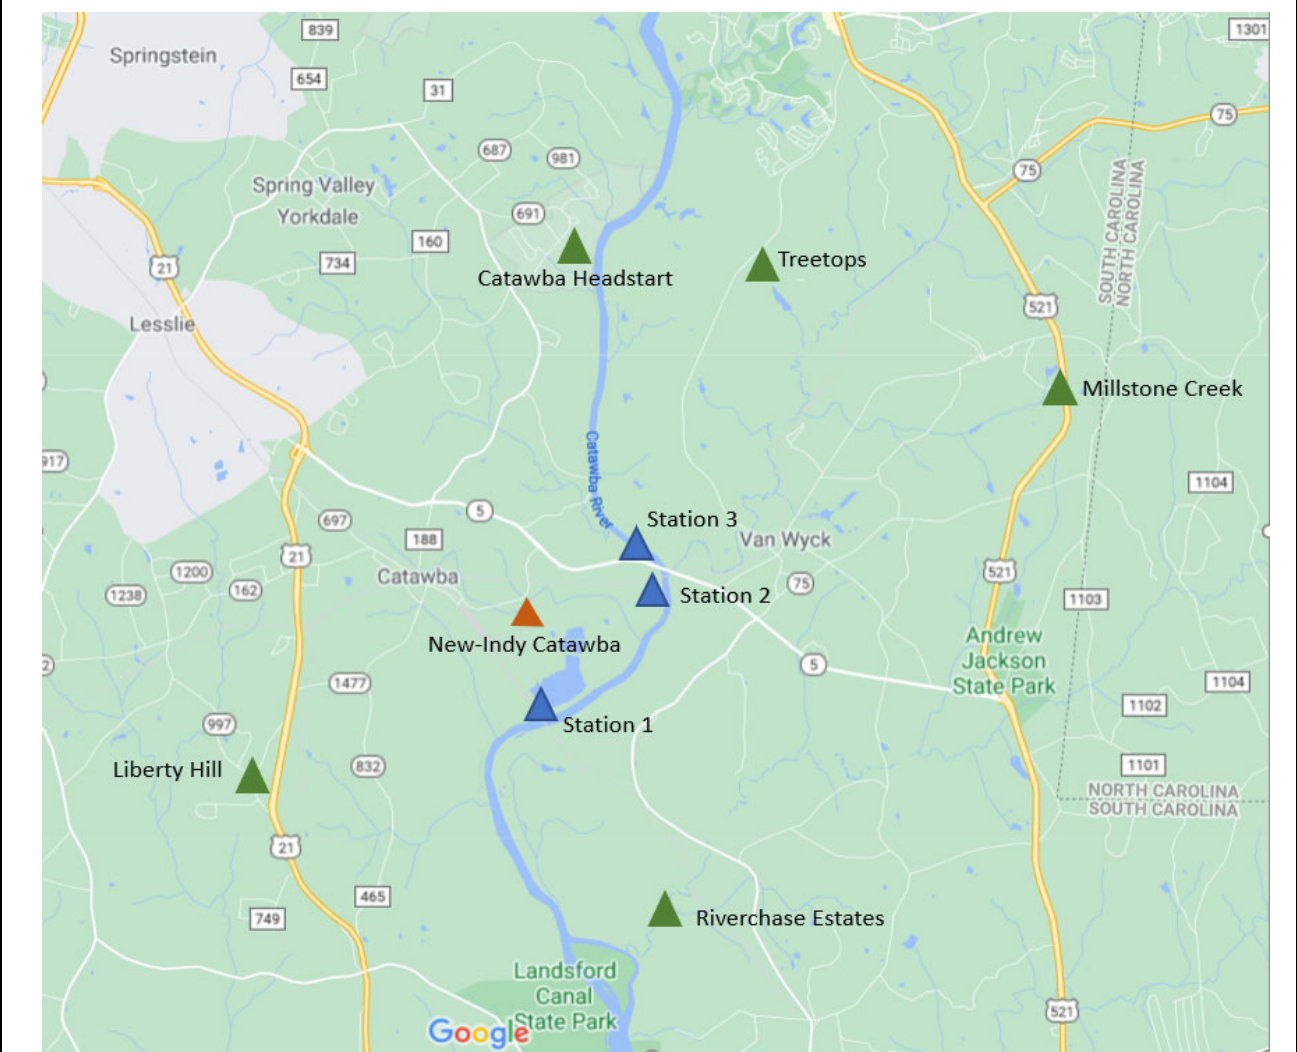 839
1301
Springstein
654
31
75
687
981
75
Spring Valley
Yorkdale
691
160
SOUTH CAROLINA
NORTH CAROLINA
734
21
Catawba Headstart
Treetops
521
Lesslie
Millstone Creek
917
Catawba River
1104
5
697
Station 3
188
Van Wyck
21
1200
Catawba
521
75
162
1238
Station 2
1103
New-Indy Catawba
Andrew
Jackson
State Park
2
5
1477
1104
1102
997
Station 1
832
1101
Liberty Hill
NORTH CAROLINA
SOUTH CAROLINA
21
465
749
Riverchase Estates
Landsford
Canal
State Park
521
Google